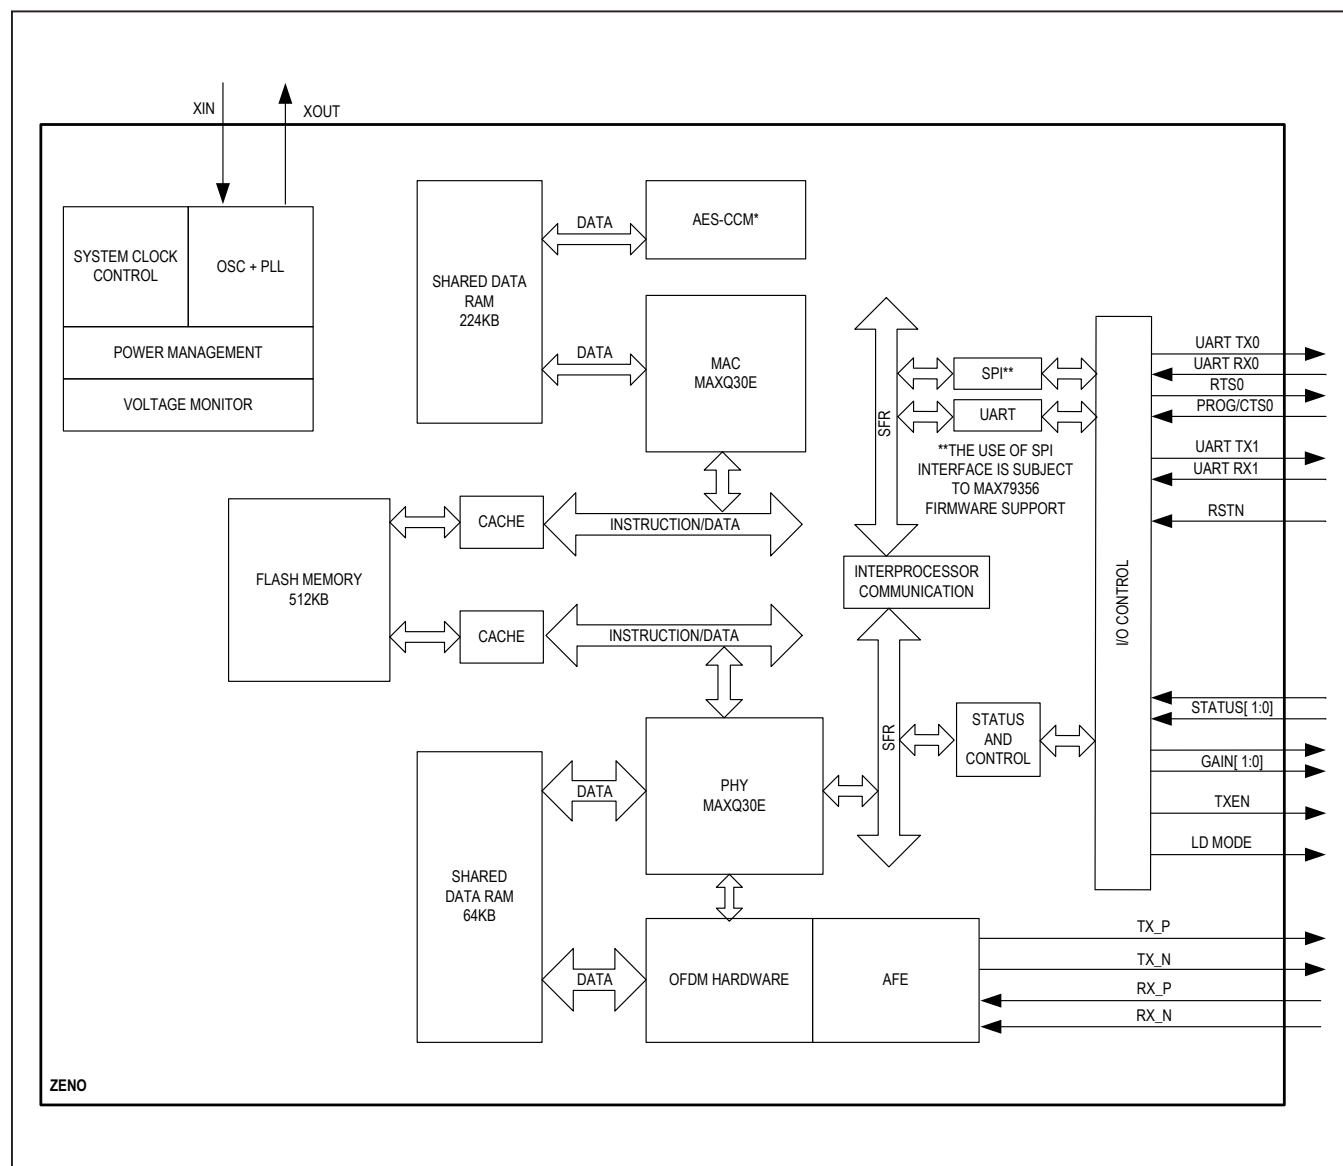 XIN
XOUT
SYSTEM CLOCK
CONTROL
OSC + PLL
POWER MANAGEMENT
VOLTAGE MONITOR
SHARED DATA
RAM
224KB
DATA
AES-CCM*
DATA
MAC
MAXQ30E
SFR
SPI**
UART
**THE USE OF SPI
INTERFACE IS SUBJECT
TO MAX79356
FIRMWARE SUPPORT
I/O CONTROL
UART TX0
UART RX0
RTS0
PROG/CTS0
UART TX1
UART RX1
RSTN
FLASH MEMORY
512KB
CACHE
INSTRUCTION/DATA
CACHE
INSTRUCTION/DATA
INTERPROCESSOR
COMMUNICATION
SFR
STATUS
AND
CONTROL
STATUS[ 1:0]
GAIN[ 1:0]
TXEN
LD MODE
SHARED
DATA RAM
64KB
DATA
PHY
MAXQ30E
DATA
OFDM HARDWARE
AFE
TX_P
TX_N
RX_P
RX_N
ZENO